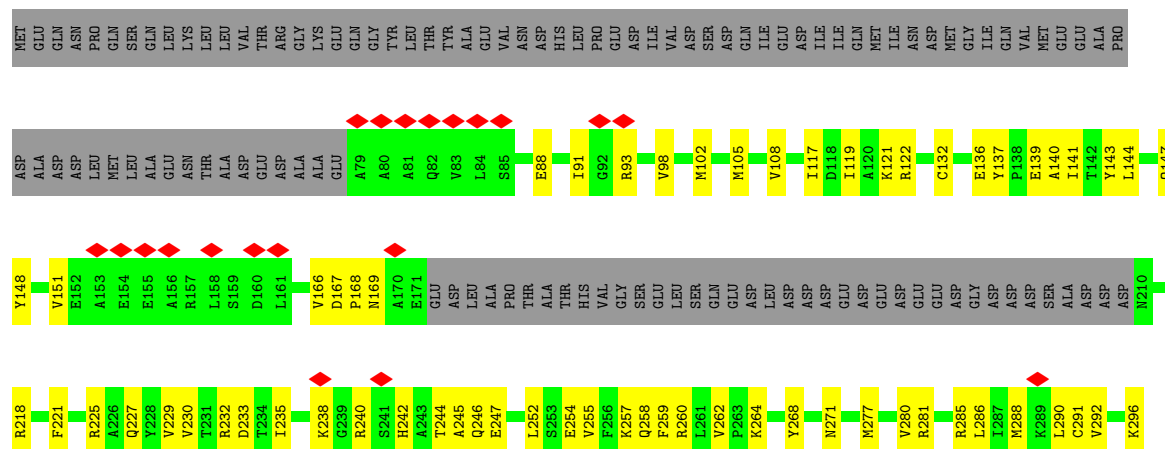 MET GLU GLN ASN PRO GLN SER GLN LEU LYS LEU LEU VAL THR ARG GLY LYS GLU GLN GLY TYR LEU THR TYR ALA GLU VAL ASN ASP HIS LEU PRO GLU ASP ILE VAL ASP SER ASP GLN ILE GLU ASP ILE ILE GLN MET ILE ASN ASP MET GLY ILE GLN VAL MET GLU GLU ALA PRO
ASP ALA ASP ASP LEU MET LEU ALA GLU ASN THR ALA ASP GLU ASP ALA ALA GLU A79 A80 A81 Q82 V83 L84 S85 E88 I91 G92 R93 V98 M102 M105 V108 I117 D118 I119 A120 K121 R122 C132 E136 Y137 P138 E139 A140 I141 T142 Y143 L144
Y148 V151 E152 A153 E154 E155 A156 R157 L158 S159 D160 L161 V166 D167 P168 N169 A170 E171 GLU ASP LEU ALA PRO THR ALA THR HIS VAL GLY SER GLU LEU SER GLN GLU ASP LEU ASP ASP ASP GLU ASP GLU ASP GLU GLU ASP GLY ASP ASP ASP SER ALA ASP ASP ASP N210
R218 F221 R225 A226 Q227 Y228 V229 V230 T231 R232 D233 T234 I235 K238 G239 R240 S241 H242 A243 T244 A245 Q246 E247 L252 S253 E254 V255 F256 K257 Q258 F259 R260 L261 V262 P263 K264 Y268 N271 M277 V280 R281 R285 L286 I287 M288 K289 L290 C291 V292 K296